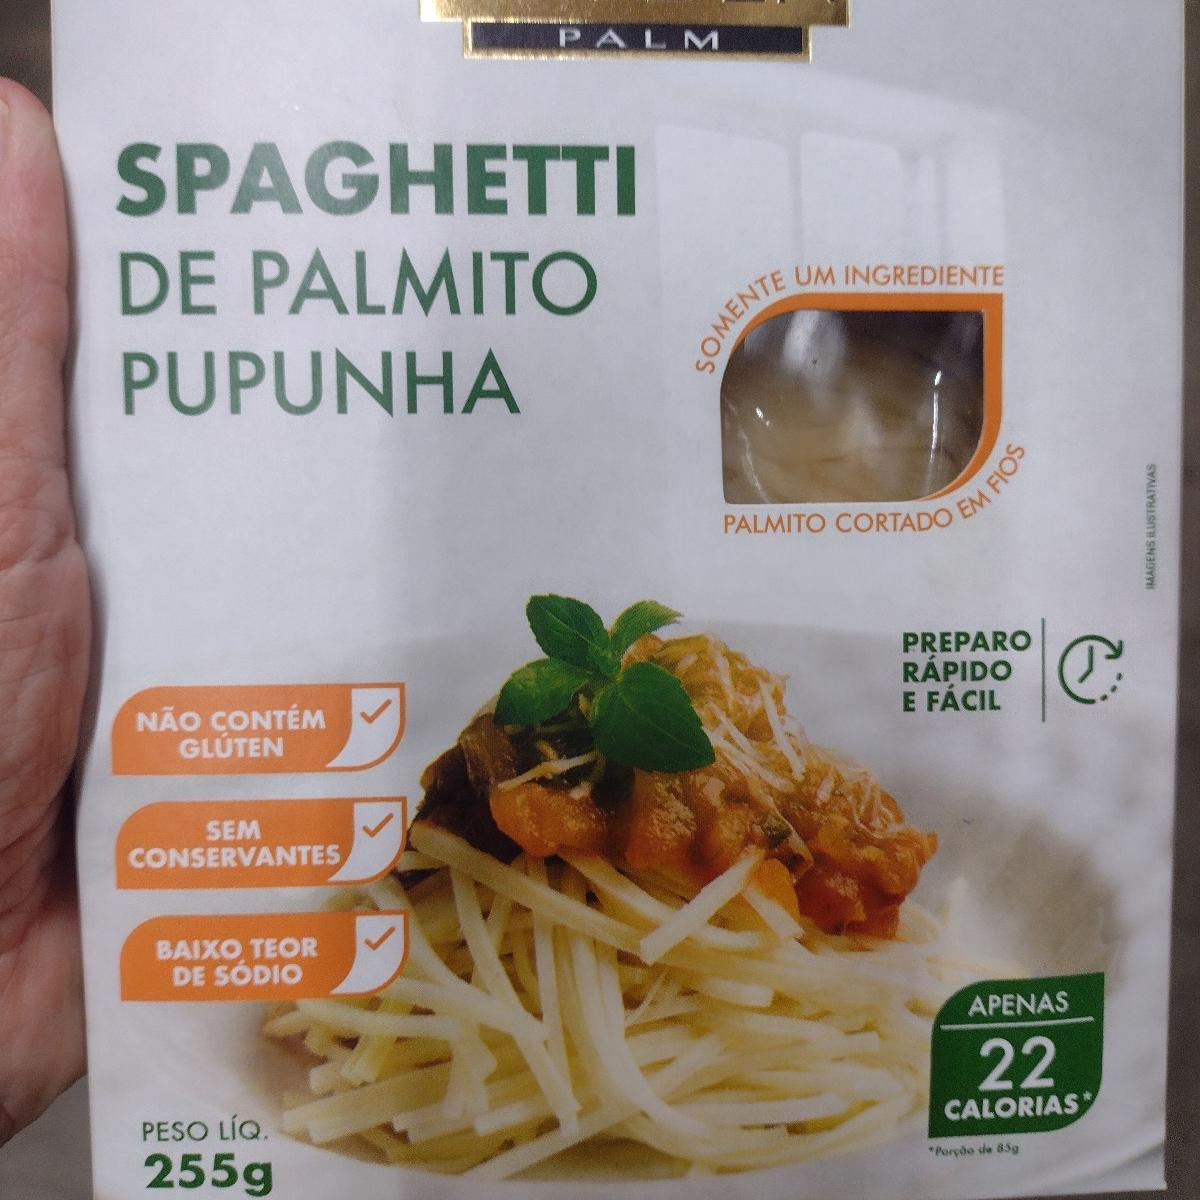 PALM
SPAGHETTI
DE PALMITO
PUPUNHA
SOMENTE UM INGREDIENTE
PALMITO CORTADO EM FIOS
IMAGENS ILUSTRATIVAS
PREPARO
RÁPIDO
E FÁCIL
NÃO CONTÉM
GLÚTEN
SEM
CONSERVANTES
BAIXO TEOR
DE SÓDIO
APENAS
22
CALORIAS*
*Porção de 85g
PESO LÍQ.
255g